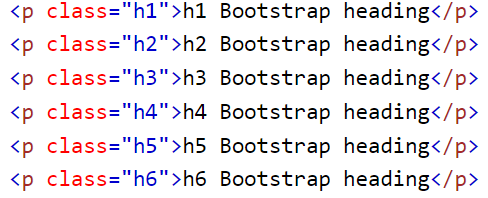 <p class="h1">h1 Bootstrap heading</p>
<p class="h2">h2 Bootstrap heading</p>
<p class="h3">h3 Bootstrap heading</p>
<p class="h4">h4 Bootstrap heading</p>
<p class="h5">h5 Bootstrap heading</p>
<p class="h6">h6 Bootstrap heading</p>